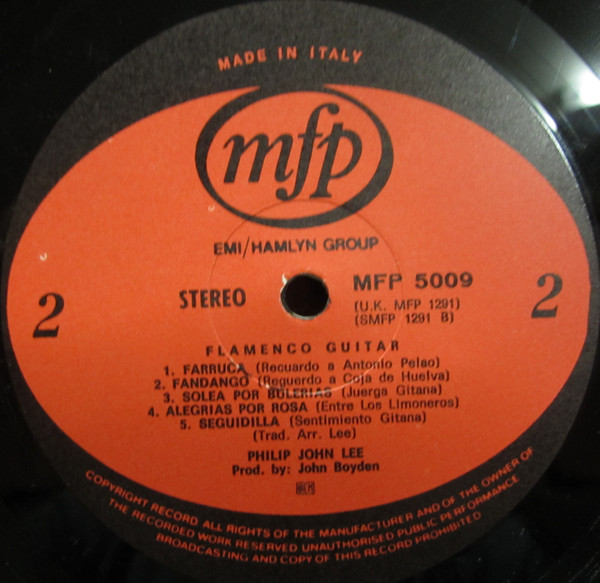 MADE IN ITALY
mfp
EMI/HAMLYN GROUP
2
STEREO
MFP 5009
(U.K. MFP 1291)
(SMFP 1291 B)
2
FLAMENCO GUITAR
1. FARRUCA (Recuardo a Antonio Pelao)
2. FANDANGO (Reguerdo a Coja de Huelva)
3. SOLEA POR BULERIAS (Juerga Gitana)
4. ALEGRIAS POR ROSA (Entre Los Limoneros)
5. SEGUIDILLA (Sentimiento Gitana)
(Trad. Arr. Lee)
PHILIP JOHN LEE
Prod. by: John Boyden
COPYRIGHT RECORD ALL RIGHTS OF THE MANUFACTURER AND OF THE OWNER OF
THE RECORDED WORK RESERVED UNAUTHORISED PUBLIC PERFORMANCE
BROADCASTING AND COPY OF THIS RECORD PROHIBITED